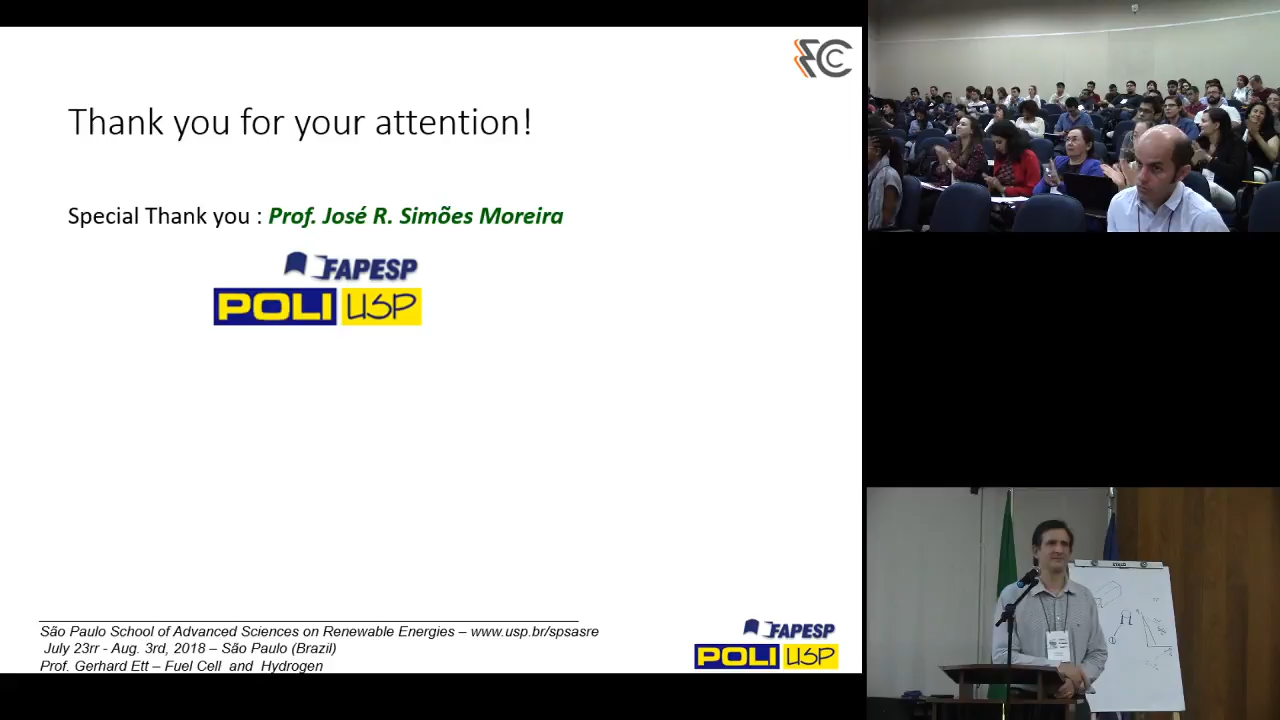 Thank you for your attention!
Special Thank you : Prof. José R. Simões Moreira
FAPESP
POLI USP
São Paulo School of Advanced Sciences on Renewable Energies – www.usp.br/spsasre
July 23rr - Aug. 3rd, 2018 – São Paulo (Brazil)
Prof. Gerhard Ett – Fuel Cell and Hydrogen
FAPESP
POLI USP